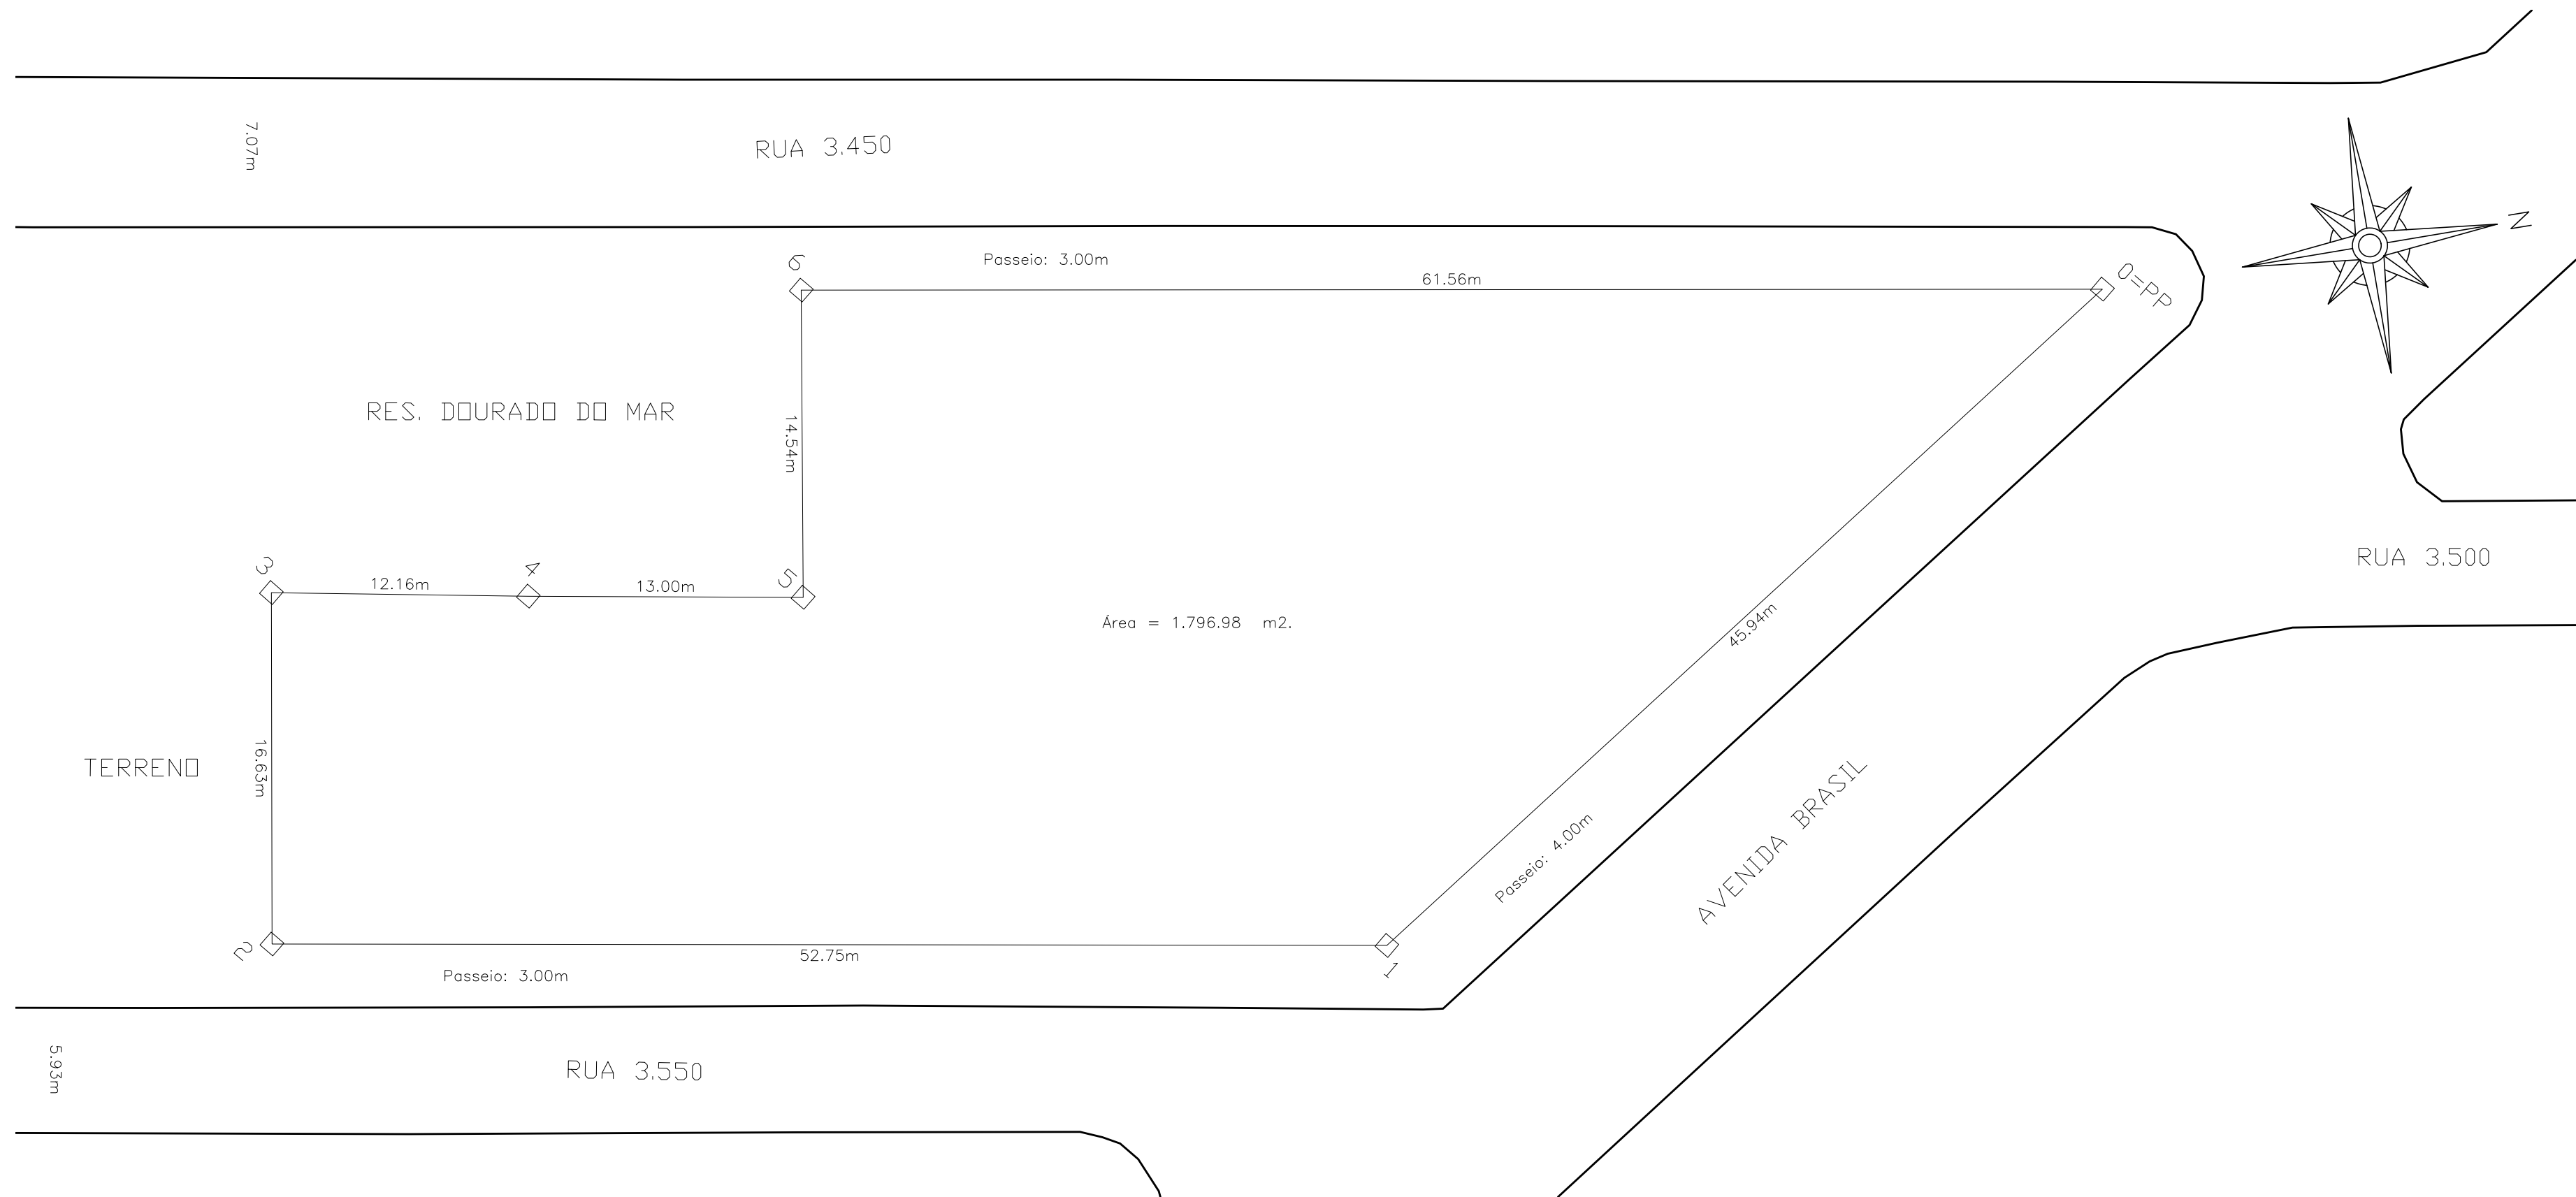 7.07m
RUA 3.450
N
Passeio: 3.00m
61.56m
6
0=PP
RES. DOURADO DO MAR
14.54m
3
12.16m
4
13.00m
5
RUA 3.500
Área = 1.796.98 m2.
45.94m
TERRENO
16.63m
Passeio: 4.00m
AVENIDA BRASIL
2
52.75m
1
Passeio: 3.00m
5.93m
RUA 3.550